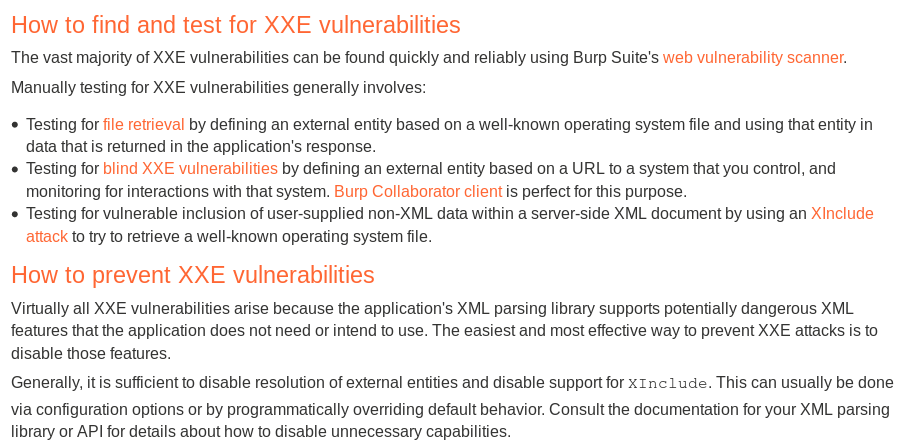 How to find and test for XXE vulnerabilities
The vast majority of XXE vulnerabilities can be found quickly and reliably using Burp Suite's web vulnerability scanner.
Manually testing for XXE vulnerabilities generally involves:
• Testing for file retrieval by defining an external entity based on a well-known operating system file and using that entity in
data that is returned in the application's response.
• Testing for blind XXE vulnerabilities by defining an external entity based on a URL to a system that you control, and
monitoring for interactions with that system. Burp Collaborator client is perfect for this purpose.
• Testing for vulnerable inclusion of user-supplied non-XML data within a server-side XML document by using an XInclude
attack to try to retrieve a well-known operating system file.
How to prevent XXE vulnerabilities
Virtually all XXE vulnerabilities arise because the application's XML parsing library supports potentially dangerous XML
features that the application does not need or intend to use. The easiest and most effective way to prevent XXE attacks is to
disable those features.
Generally, it is sufficient to disable resolution of external entities and disable support for XInclude. This can usually be done
via configuration options or by programmatically overriding default behavior. Consult the documentation for your XML parsing
library or API for details about how to disable unnecessary capabilities.